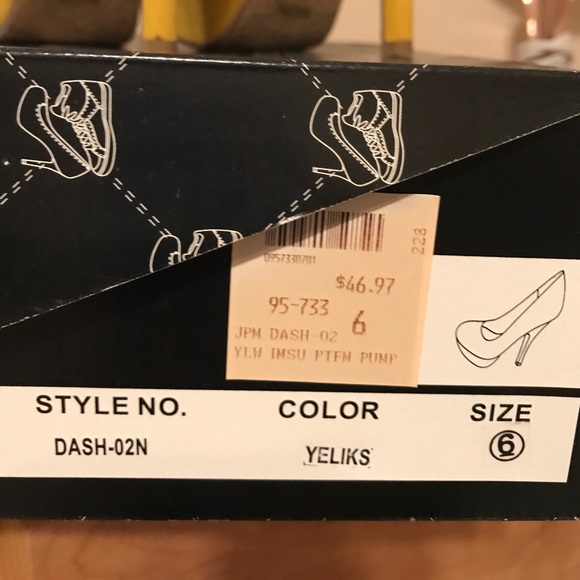 228
0957330701
$46.97
95-733 6
JPM DASH-02
YLW IMSU PTFM PUMP
STYLE NO. COLOR SIZE
DASH-02N YELIKS 6